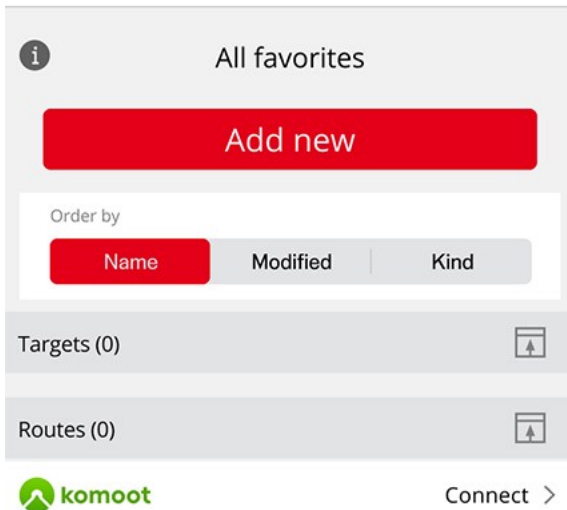 All favorites
Add new
Order by
Name Modified Kind
Targets (0)
Routes (0)
komoot Connect >